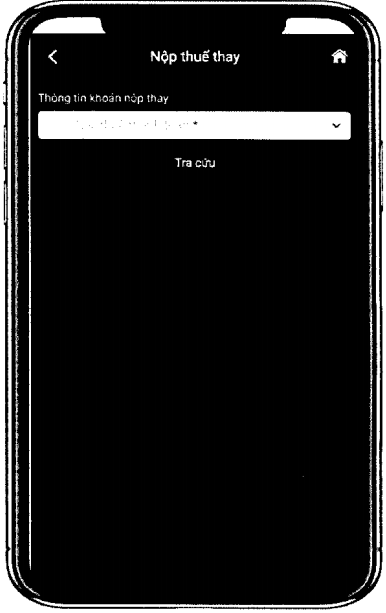 Nộp thuế thay
Thông tin khoản nộp thay
*
Tra cứu